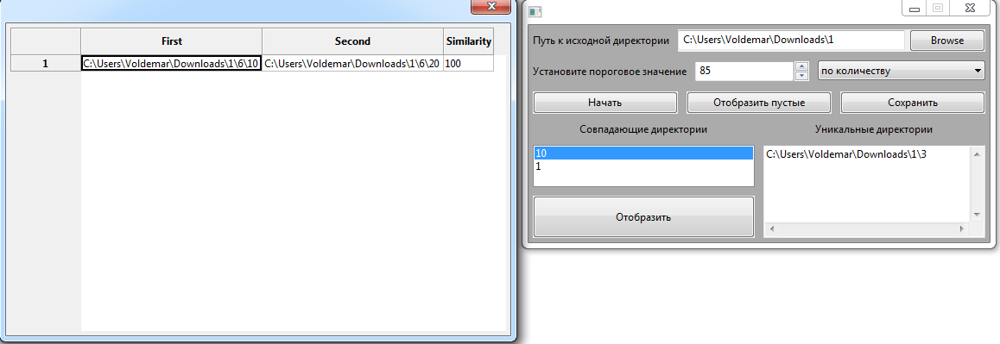 First Second Similarity
1 C:\Users\Voldemar\Downloads\1\6\10 C:\Users\Voldemar\Downloads\1\6\20 100
Путь к исходной директории C:\Users\Voldemar\Downloads\1 Browse
Установите пороговое значение 85 по количеству
Начать Отобразить пустые Сохранить
Совпадающие директории Уникальные директории
10 C:\Users\Voldemar\Downloads\1\3
1
Отобразить